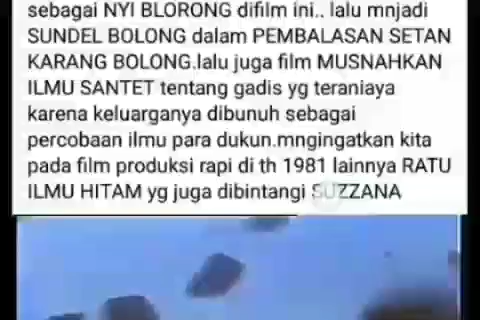 sebagai NYI BLORONG difilm ini.. lalu mnjadi
SUNDEL BOLONG dalam PEMBALASAN SETAN
KARANG BOLONG.lalu juga film MUSNAHKAN
ILMU SANTET tentang gadis yg teraniaya
karena keluarganya dibunuh sebagai
percobaan ilmu para dukun.mngingatkan kita
pada film produksi rapi di th 1981 lainnya RATU
ILMU HITAM yg juga dibintangi SUZZANA